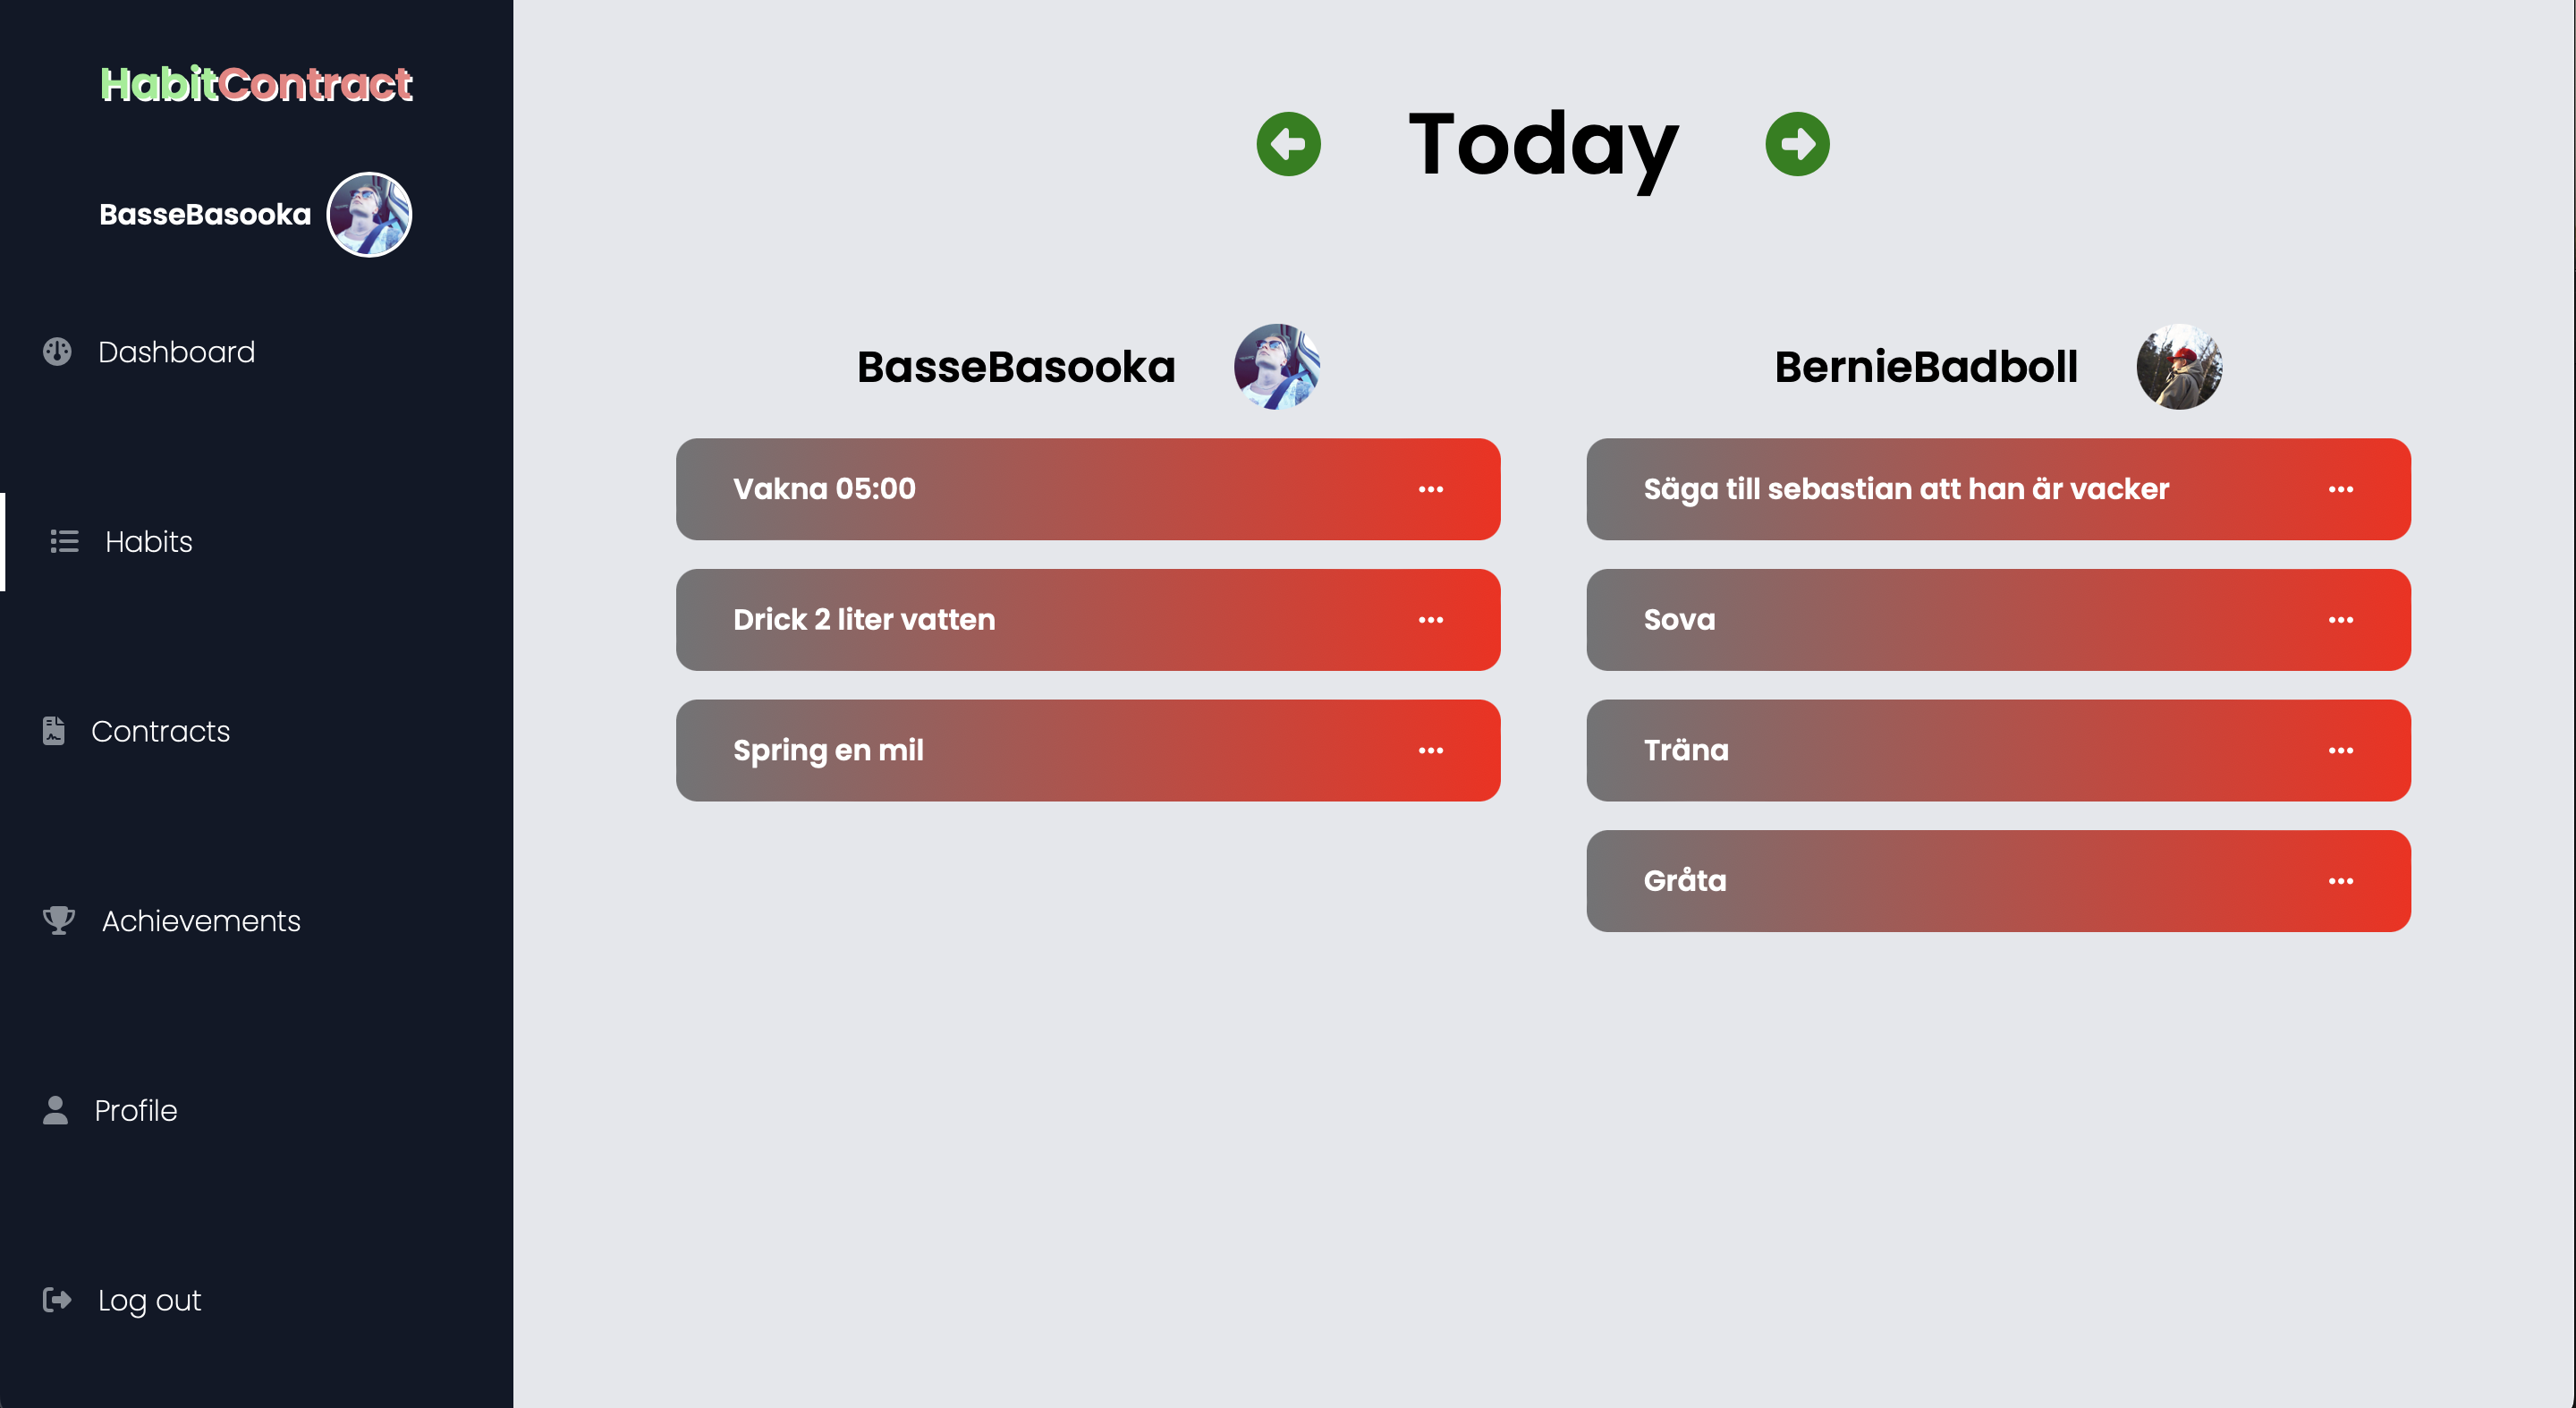 HabitContract
BasseBasooka
Dashboard
Habits
Contracts
Achievements
Profile
Log out
Today
BasseBasooka
Vakna 05:00
Drick 2 liter vatten
Spring en mil
BernieBadboll
Säga till sebastian att han är vacker
Sova
Träna
Gråta